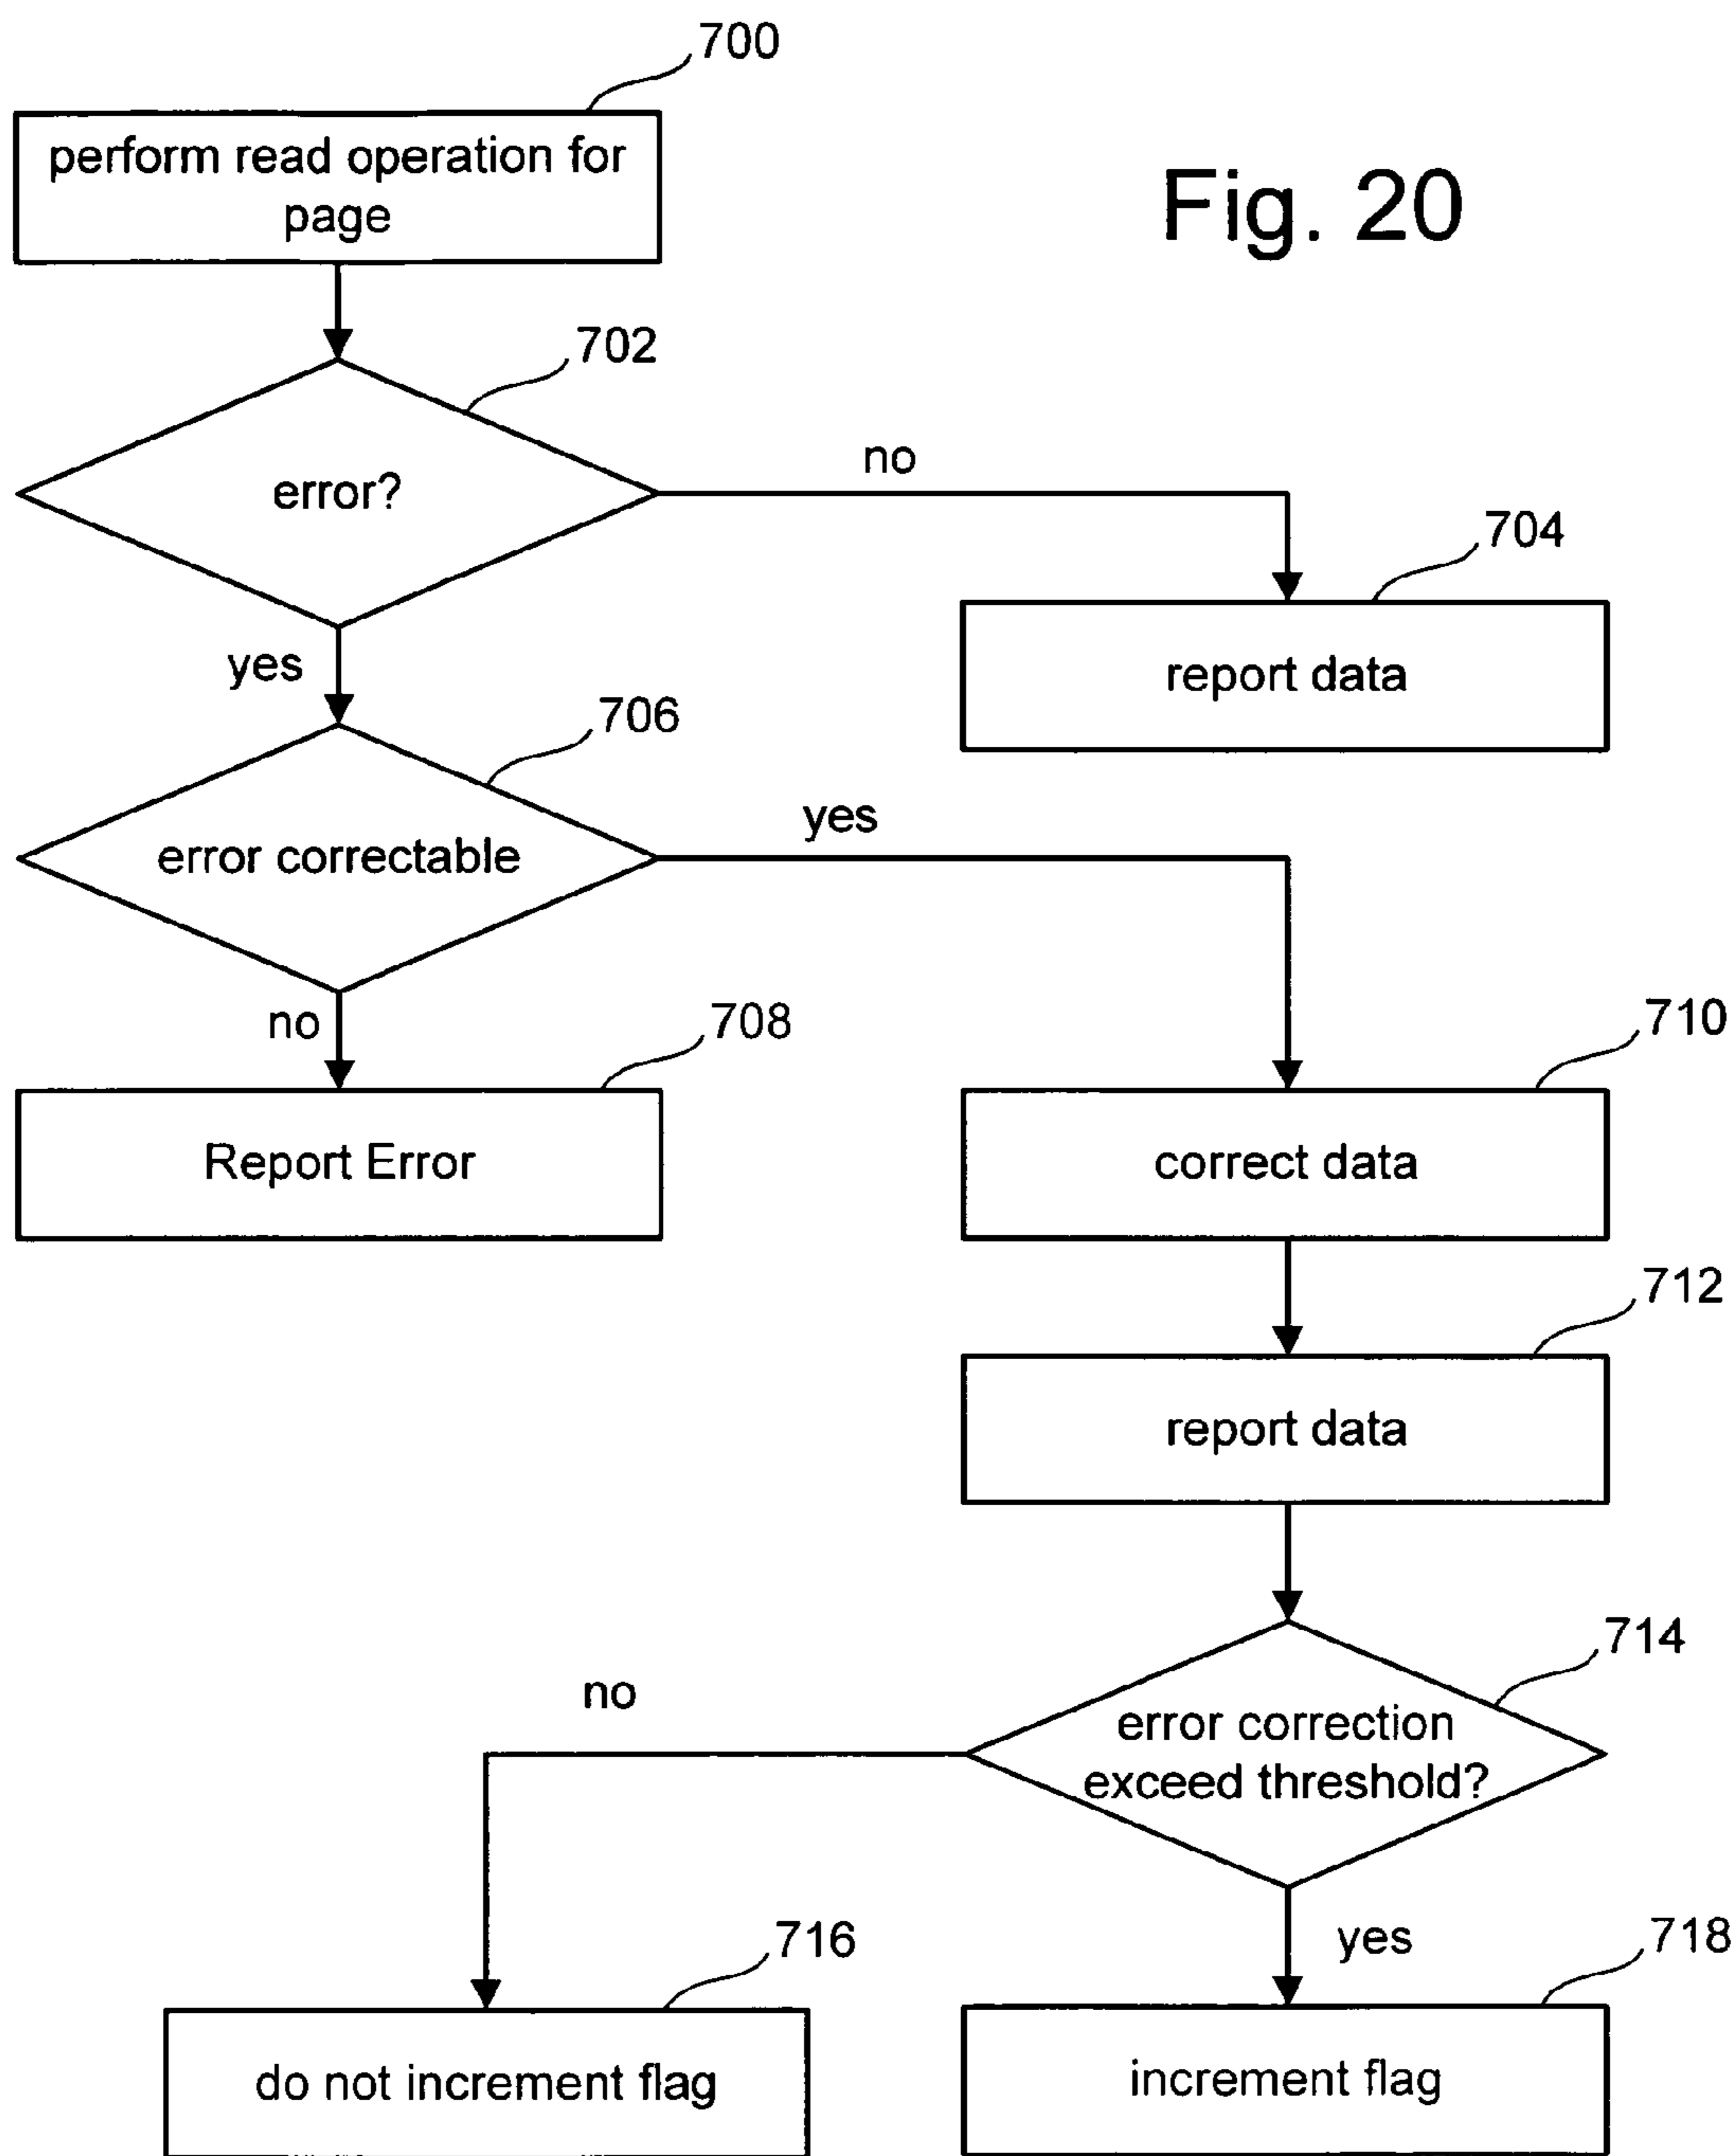 700
perform read operation for
page
Fig. 20
702
error?
no
704
report data
yes
706
error correctable
yes
no
708
Report Error
710
correct data
712
report data
714
error correction
exceed threshold?
no
yes
716
do not increment flag
718
increment flag